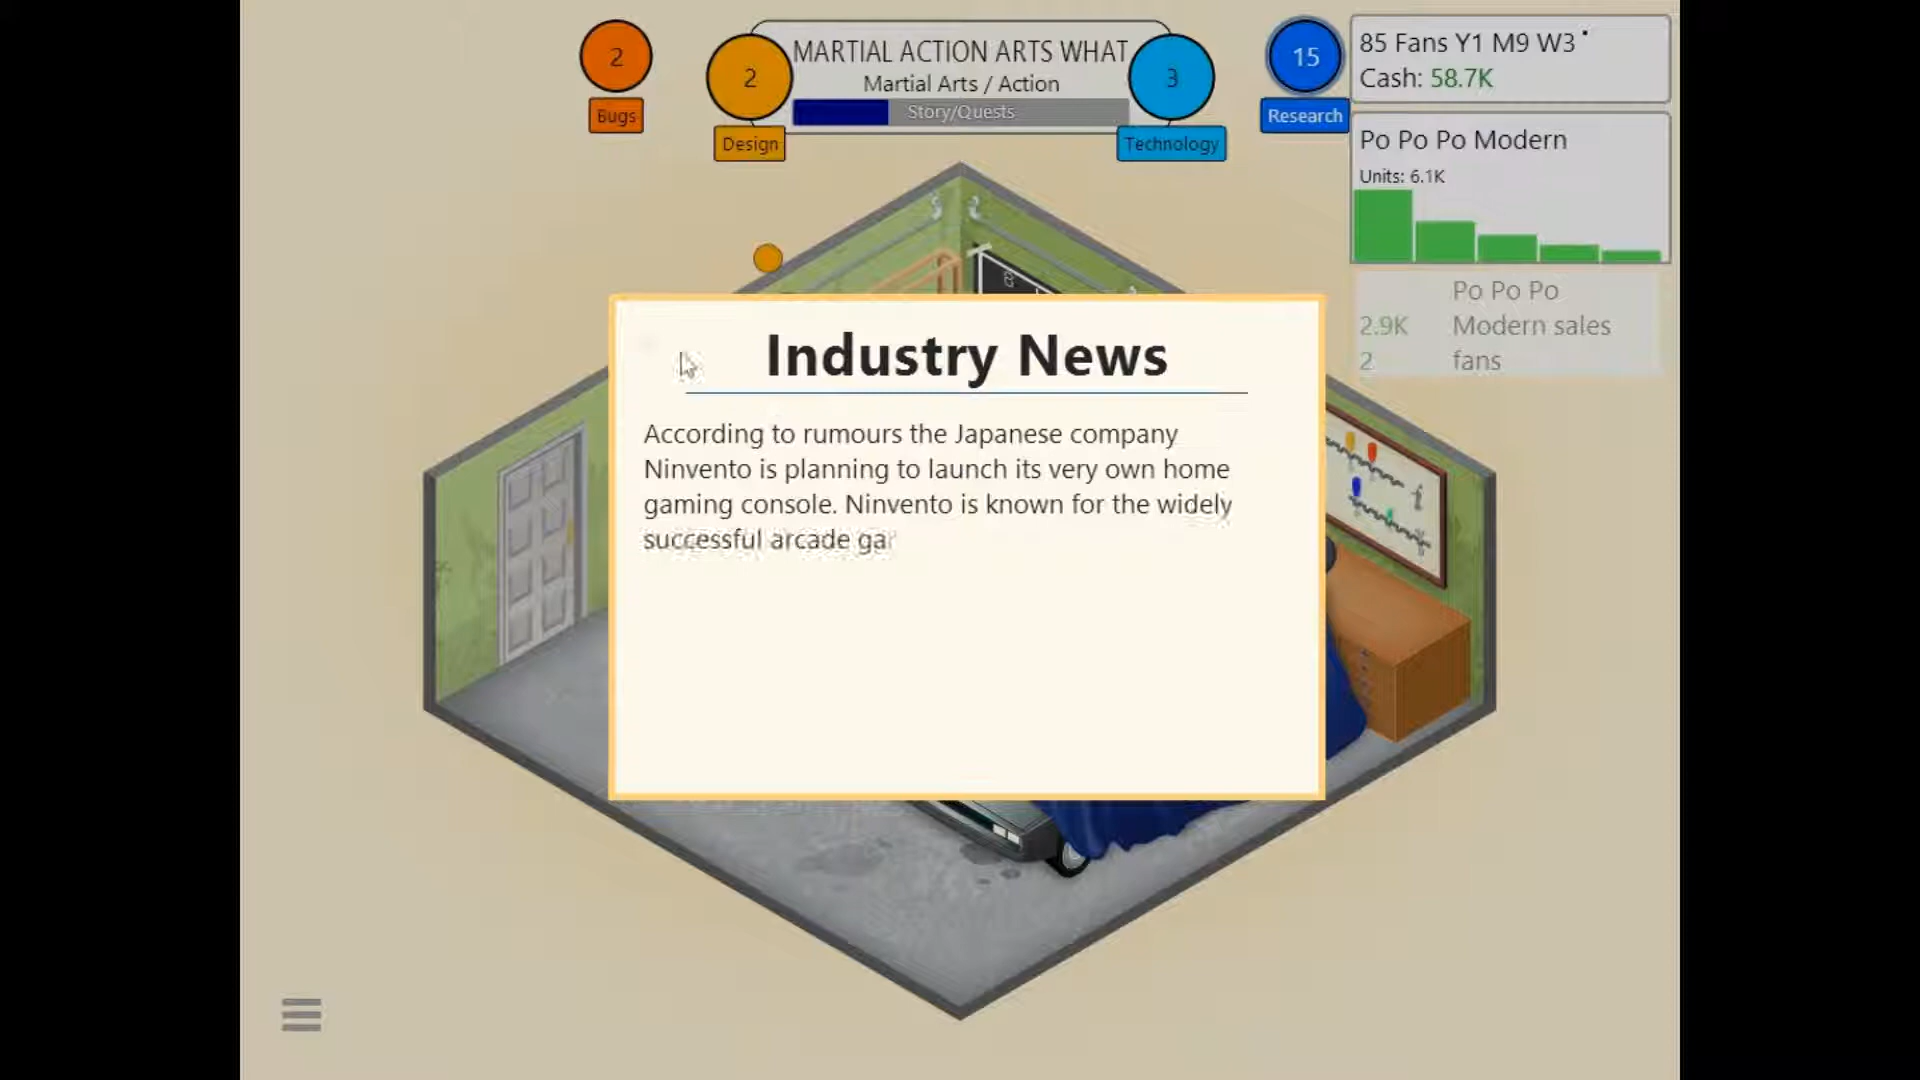 2
Bugs
2
Design
MARTIAL ACTION ARTS WHAT
Martial Arts / Action
Story/Quests
3
Technology
15
Research
85 Fans Y1 M9 W3
Cash: 58.7K
Po Po Po Modern
Units: 6.1K
Po Po Po
2.9K Modern sales
2 fans
Industry News
According to rumours the Japanese company
Ninvento is planning to launch its very own home
gaming console. Ninvento is known for the widely
successful arcade ga